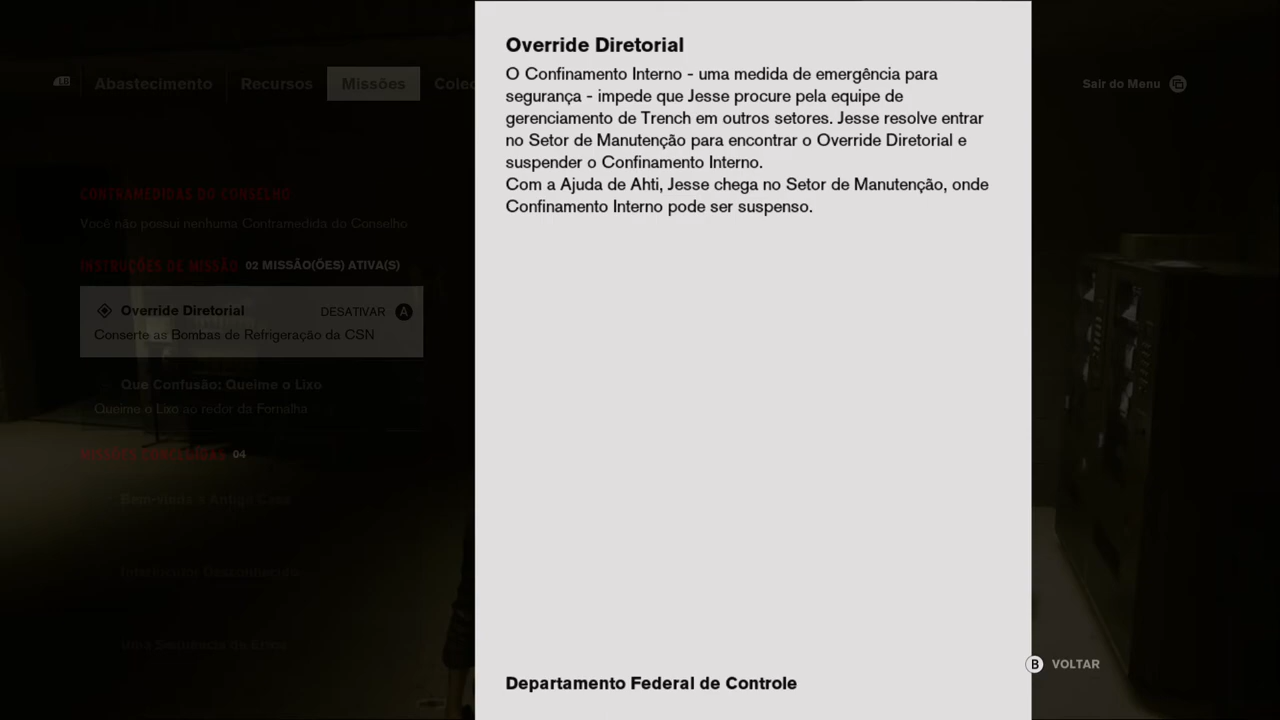 LB
Abastecimento
Recursos
Missões
Colec
Sair do Menu
CONTRAMEDIDAS DO CONSELHO
Você não possui nenhuma Contramedida do Conselho
INSTRUÇÕES DE MISSÃO 02 MISSÃO(ÕES) ATIVA(S)
Override Diretorial DESATIVAR A
Conserte as Bombas de Refrigeração da CSN
Que Confusão: Queime o Lixo
Queime o Lixo ao redor da Fornalha
MISSÕES CONCLUÍDAS 04
Override Diretorial
O Confinamento Interno - uma medida de emergência para
segurança - impede que Jesse procure pela equipe de
gerenciamento de Trench em outros setores. Jesse resolve entrar
no Setor de Manutenção para encontrar o Override Diretorial e
suspender o Confinamento Interno.
Com a Ajuda de Ahti, Jesse chega no Setor de Manutenção, onde
Confinamento Interno pode ser suspenso.
Departamento Federal de Controle
B VOLTAR